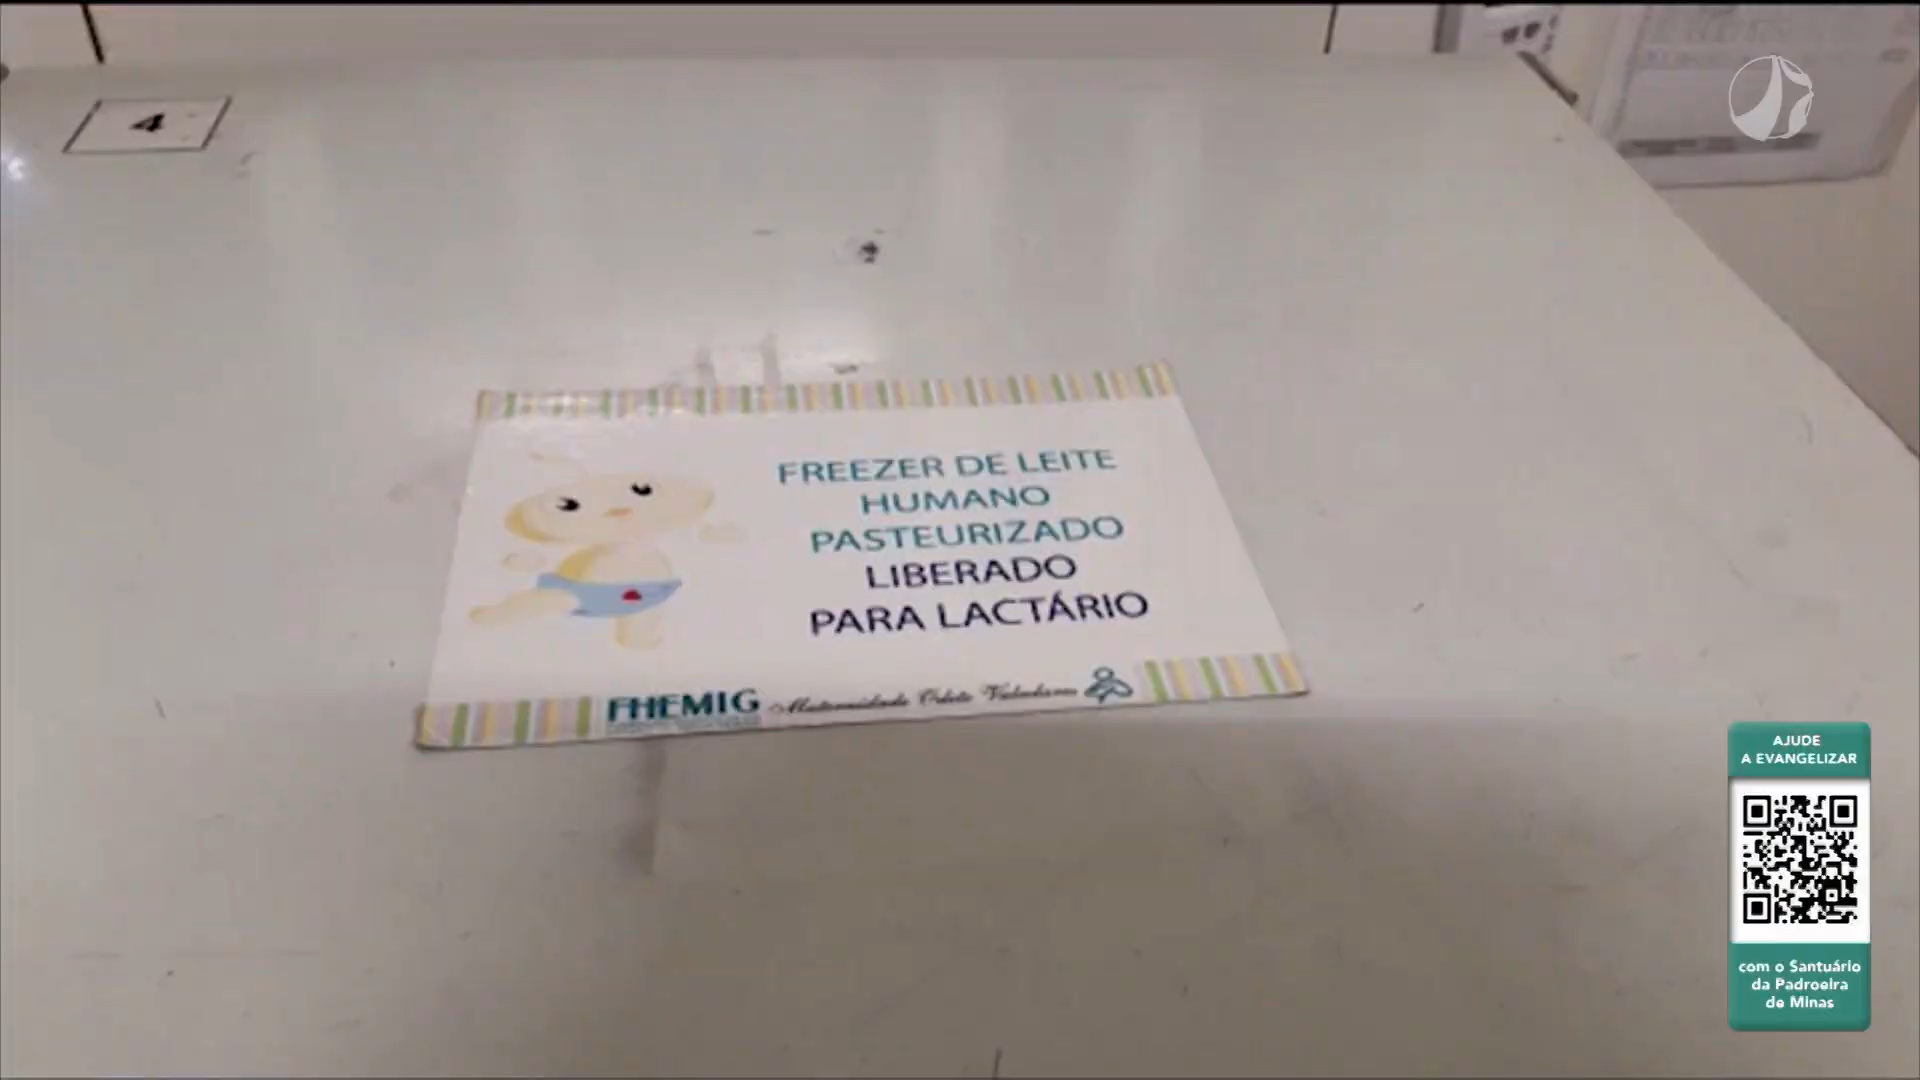 4
FREEZER DE LEITE
HUMANO
PASTEURIZADO
LIBERADO
PARA LACTÁRIO
FHEMIG Maternidade Odete Valadares
AJUDE
A EVANGELIZAR
com o Santuário
da Padroeira
de Minas